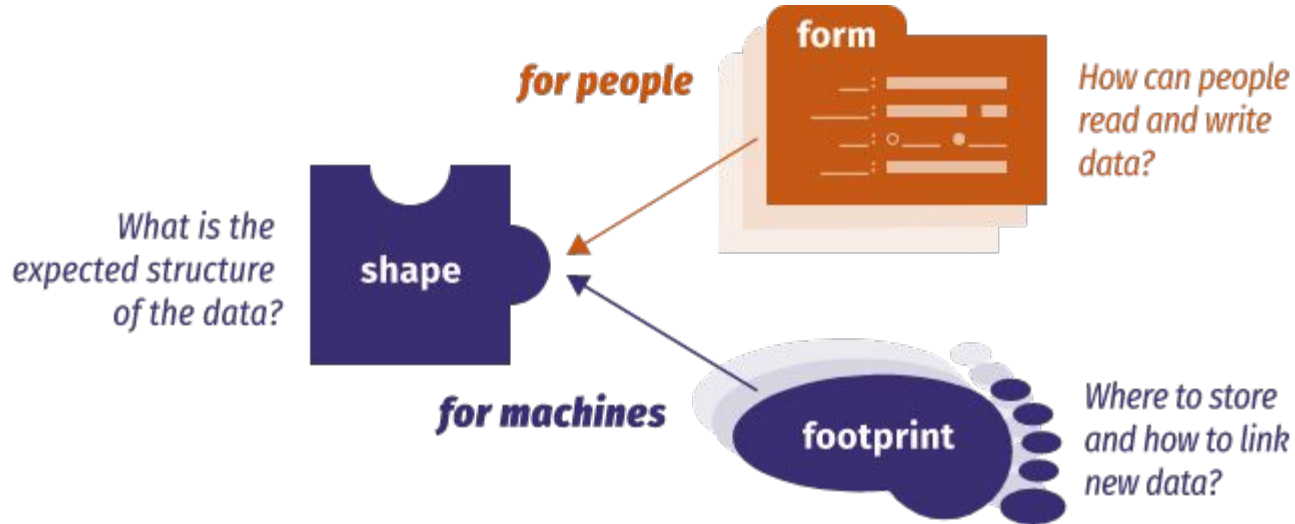 form
for people
How can people
read and write
data?
What is the
expected structure
of the data?
shape
for machines
footprint
Where to store
and how to link
new data?